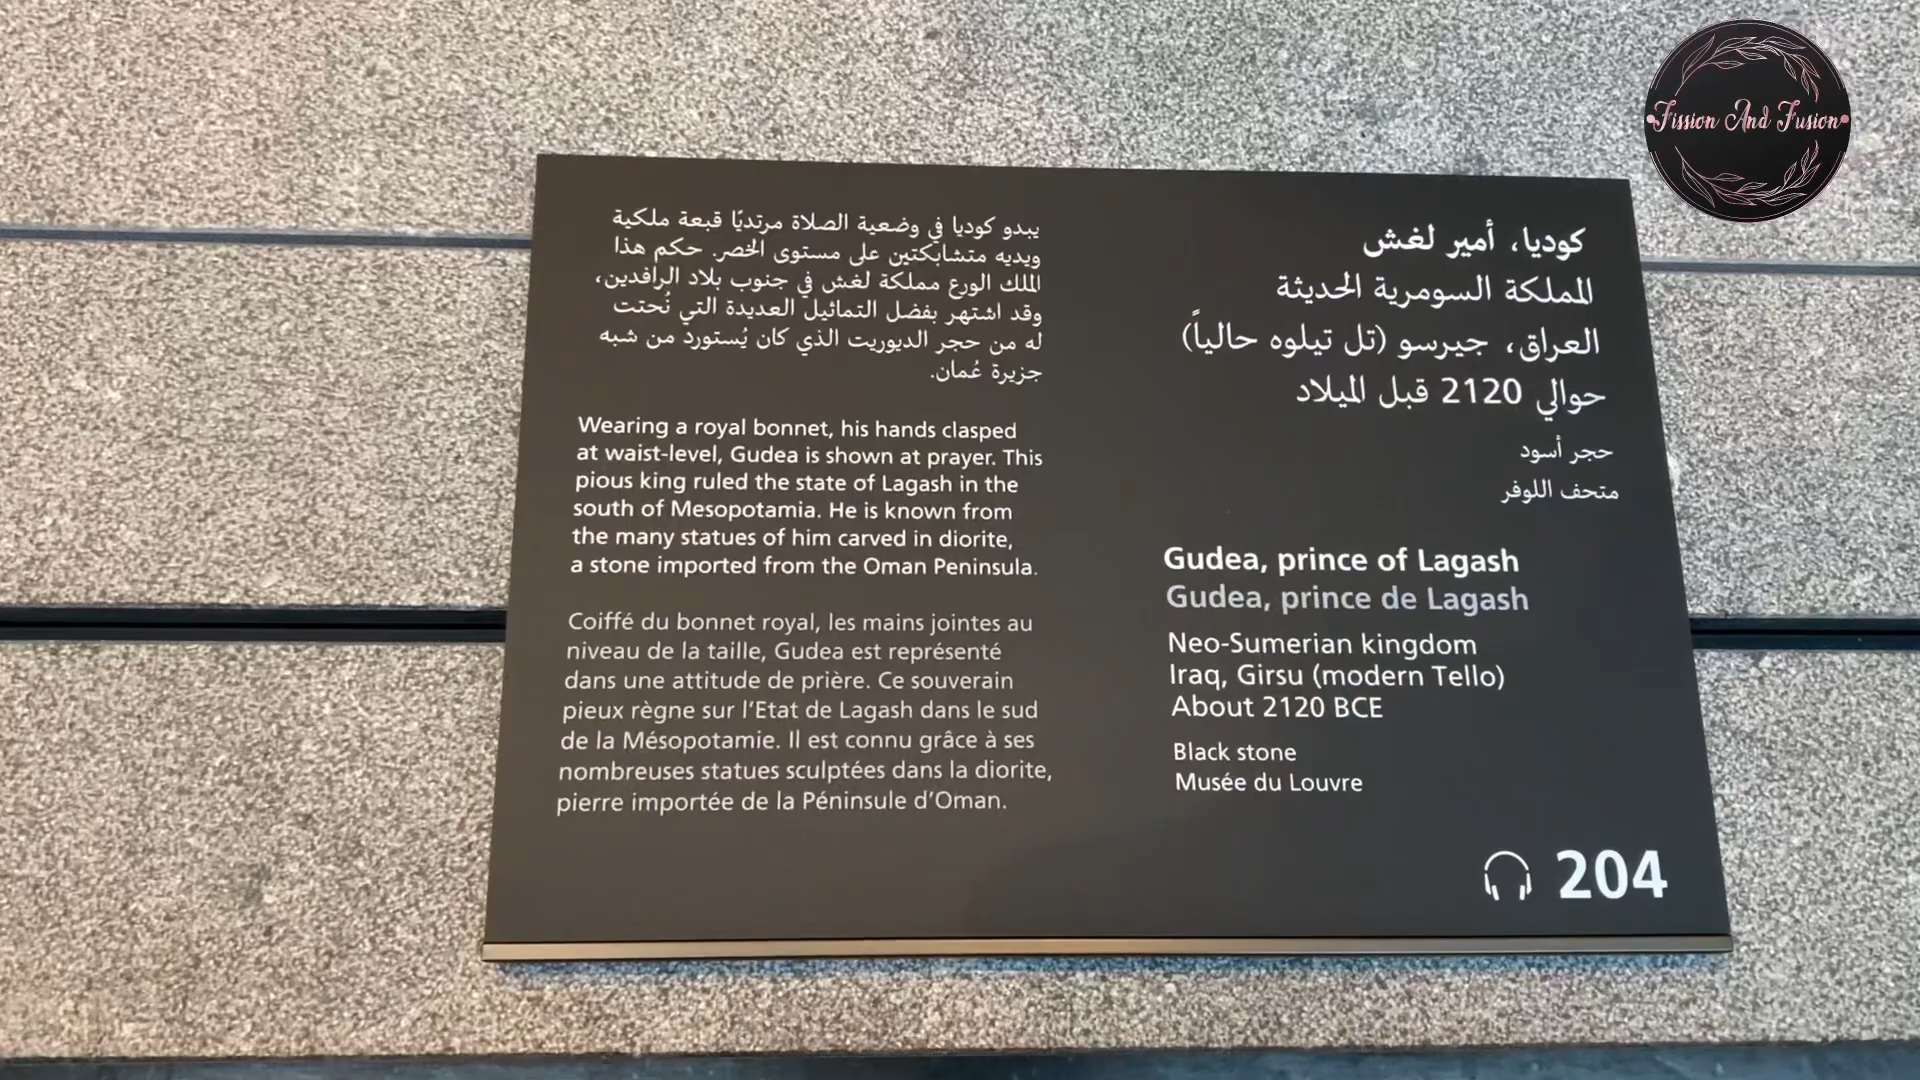 يبدو كوديا في وضعية الصلاة مرتديًا قبعة ملكية
ويديه متشابكتين على مستوى الخصر. حكم هذا
الملك الورع مملكة لغش في جنوب بلاد الرافدين،
وقد اشتهر بفضل التماثيل العديدة التي نُحتت
له من حجر الديوريت الذي كان يُستورد من شبه
جزيرة عُمان.
Wearing a royal bonnet, his hands clasped
at waist-level, Gudea is shown at prayer. This
pious king ruled the state of Lagash in the
south of Mesopotamia. He is known from
the many statues of him carved in diorite,
a stone imported from the Oman Peninsula.
Coiffé du bonnet royal, les mains jointes au
niveau de la taille, Gudea est représenté
dans une attitude de prière. Ce souverain
pieux règne sur l'Etat de Lagash dans le sud
de la Mésopotamie. Il est connu grâce à ses
nombreuses statues sculptées dans la diorite,
pierre importée de la Péninsule d'Oman.
كوديا، أمير لغش
المملكة السومرية الحديثة
العراق، جيرسو (تل تيلوه حالياً)
حوالي 2120 قبل الميلاد
حجر أسود
متحف اللوفر
Gudea, prince of Lagash
Gudea, prince de Lagash
Neo-Sumerian kingdom
Iraq, Girsu (modern Tello)
About 2120 BCE
Black stone
Musée du Louvre
204
Fission And Fusion